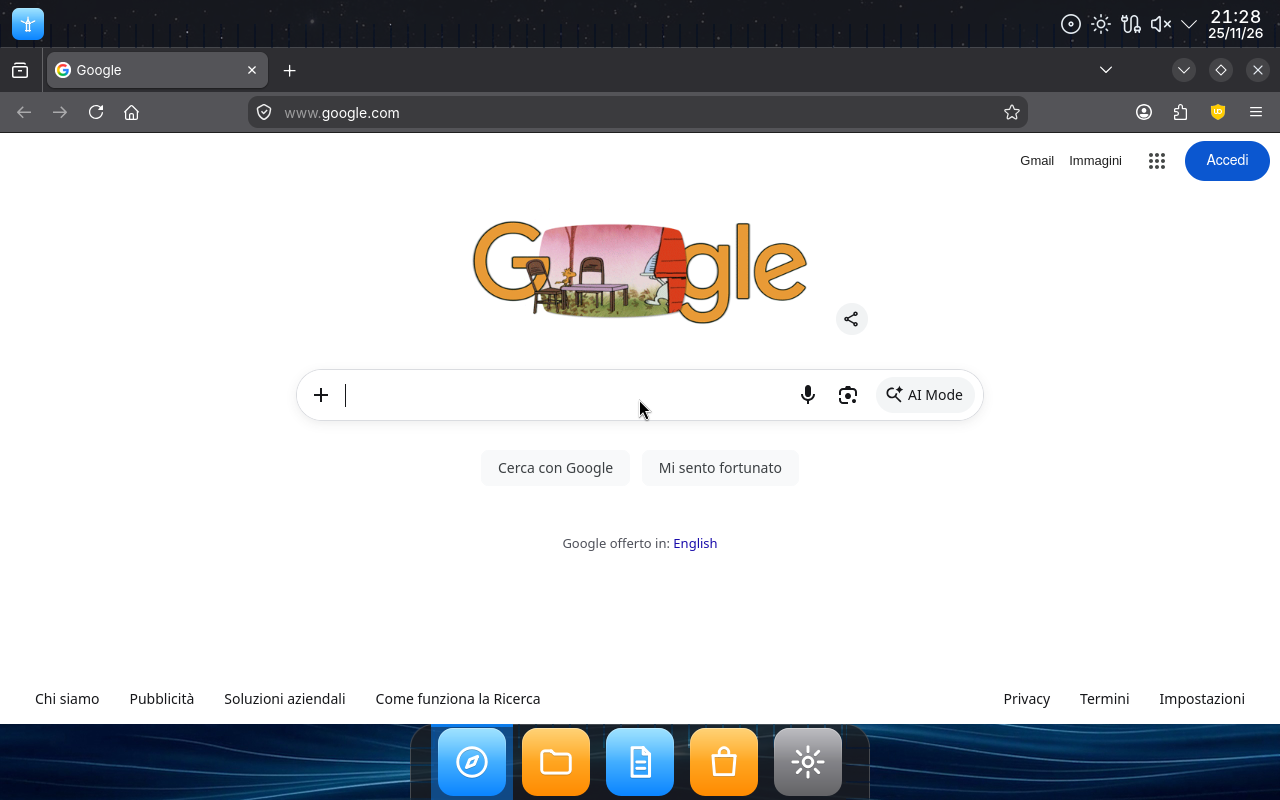 21:28
25/11/26
Google
www.google.com
Gmail
Immagini
Accedi
Google
AI Mode
Cerca con Google
Mi sento fortunato
Google offerto in: English
Chi siamo
Pubblicità
Soluzioni aziendali
Come funziona la Ricerca
Privacy
Termini
Impostazioni